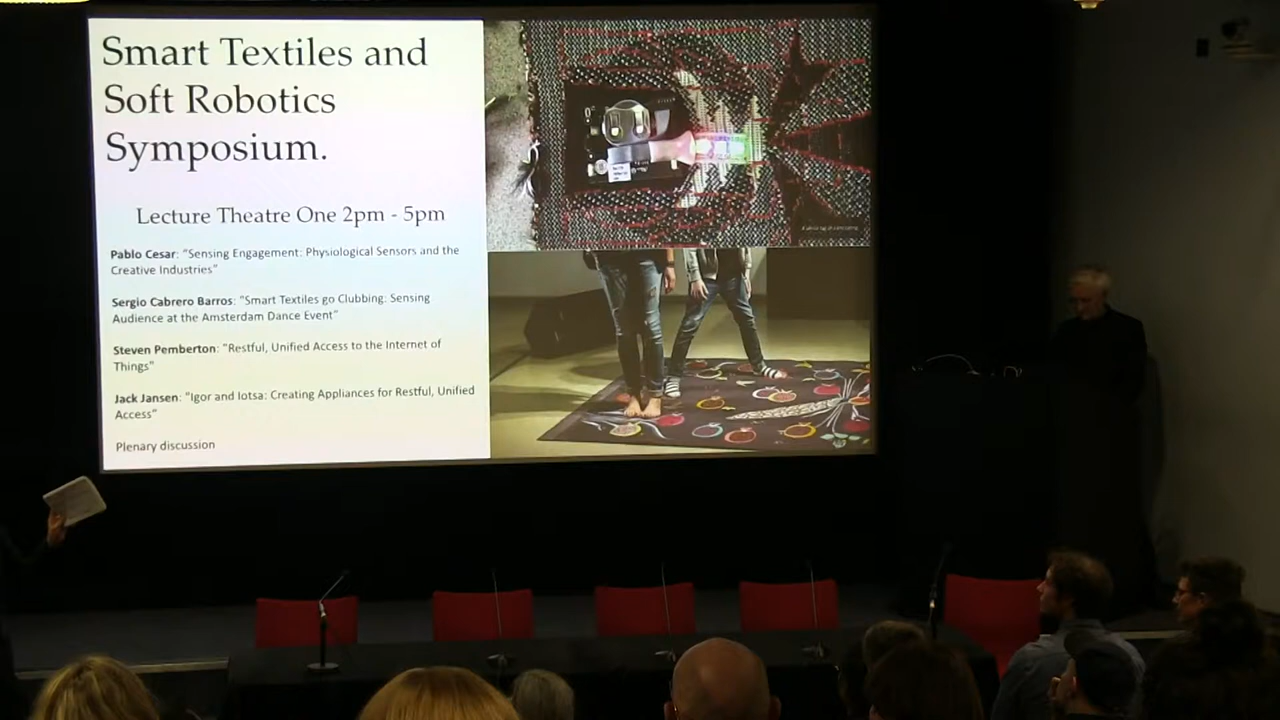 Smart Textiles and
Soft Robotics
Symposium.
Lecture Theatre One 2pm - 5pm
Pablo Cesar: "Sensing Engagement: Physiological Sensors and the
Creative Industries"
Sergio Cabrero Barros: "Smart Textiles go Clubbing: Sensing
Audience at the Amsterdam Dance Event"
Steven Pemberton: "Restful, Unified Access to the Internet of
Things"
Jack Jansen: "Igor and Iotsa: Creating Appliances for Restful, Unified
Access"
Plenary discussion